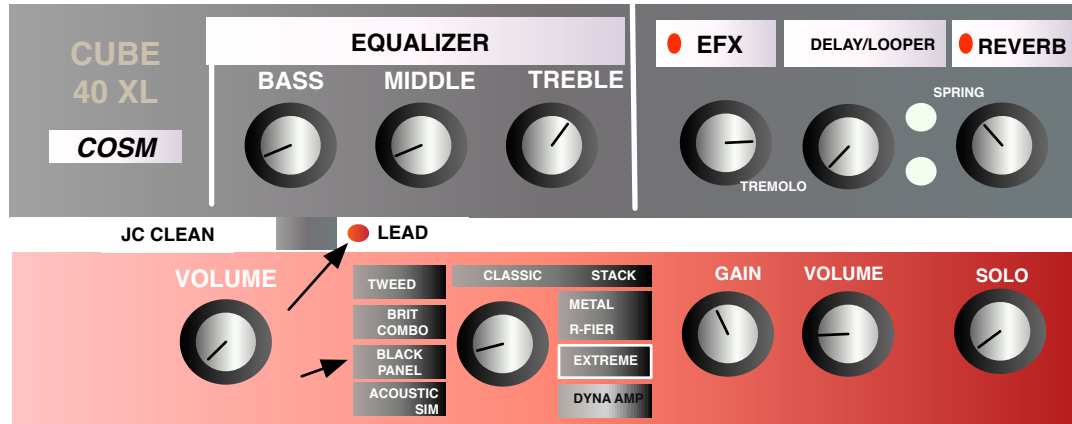 CUBE
40 XL
COSM
EQUALIZER
BASS MIDDLE TREBLE
EFX
DELAY/LOOPER
REVERB
SPRING
TREMOLO
JC CLEAN
LEAD
VOLUME
TWEED
BRIT
COMBO
BLACK
PANEL
ACOUSTIC
SIM
CLASSIC STACK
METAL
R-FIER
EXTREME
DYNA AMP
GAIN
VOLUME
SOLO